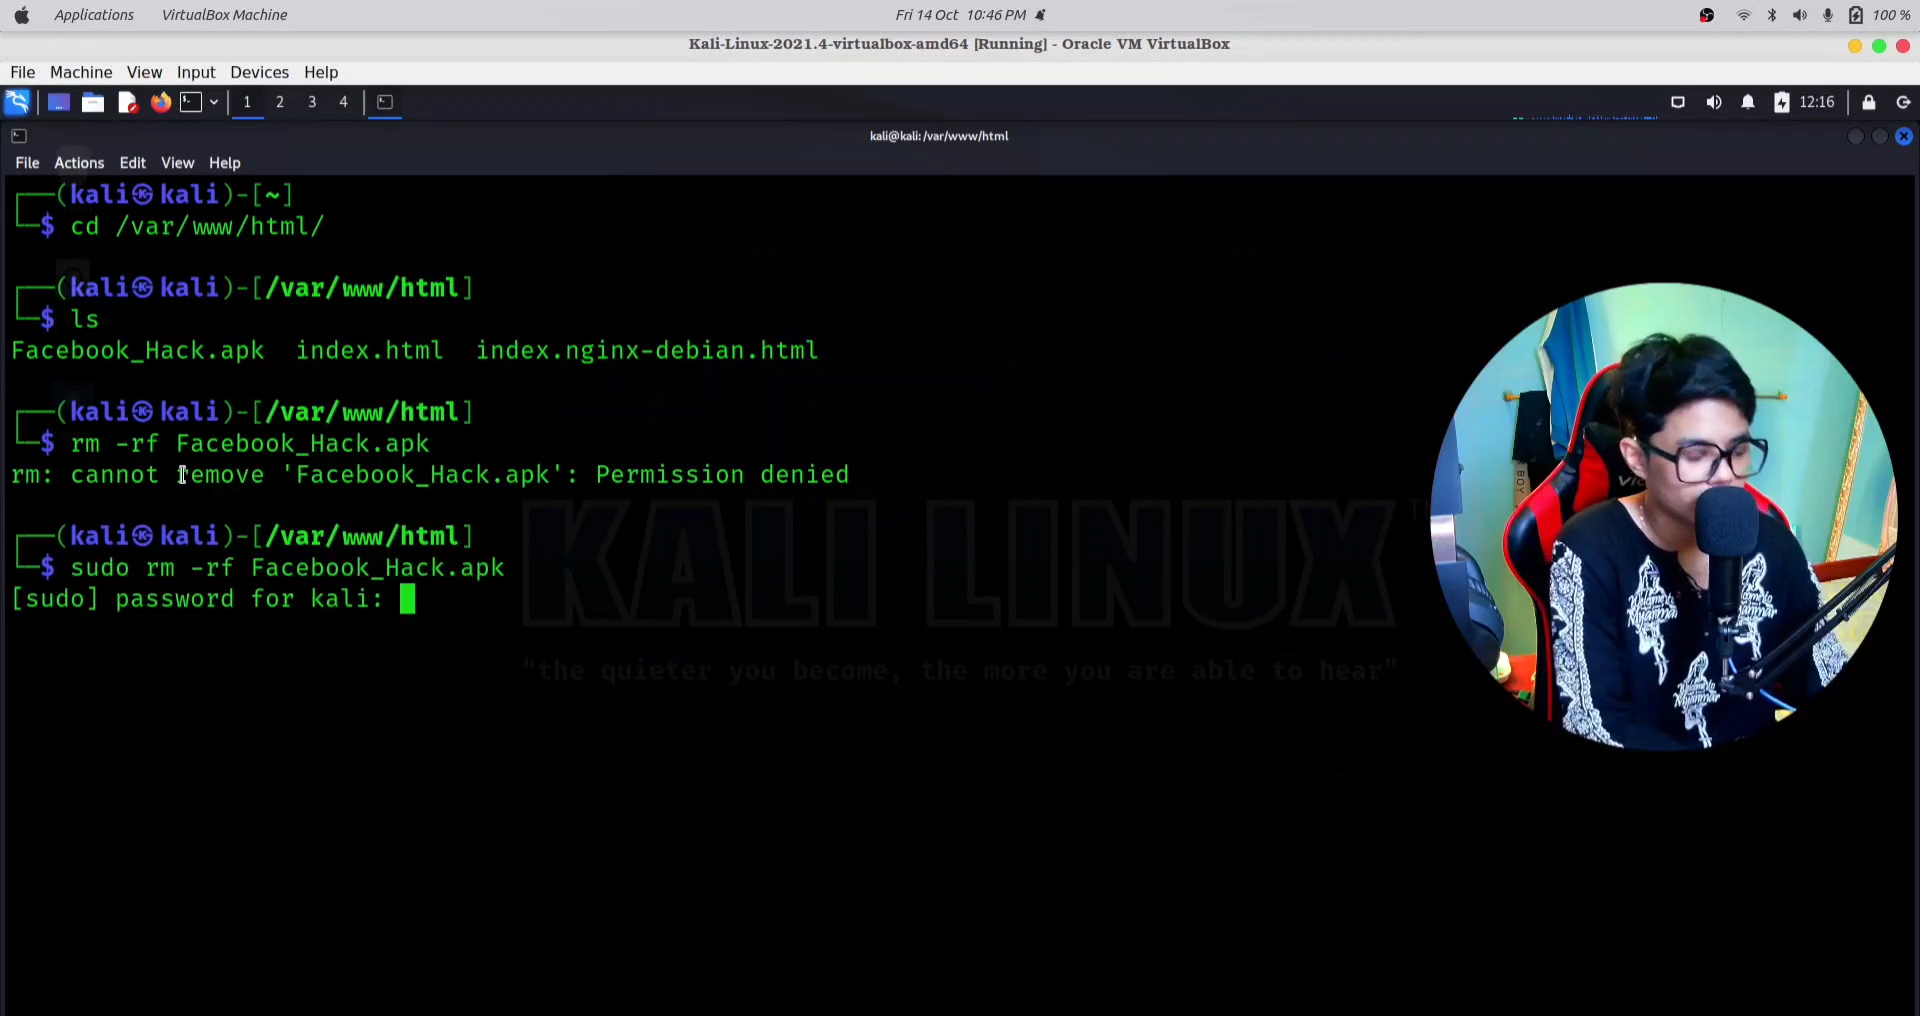 Applications VirtualBox Machine Fri 14 Oct 10:46 PM 100 %
Kali-Linux-2021.4-virtualbox-amd64 [Running] - Oracle VM VirtualBox
File Machine View Input Devices Help
1 2 3 4 12:16
kali@kali: /var/www/html
File Actions Edit View Help
(kali㉿kali)-[~]
$ cd /var/www/html/
(kali㉿kali)-[/var/www/html]
$ ls
Facebook_Hack.apk index.html index.nginx-debian.html
(kali㉿kali)-[/var/www/html]
$ rm -rf Facebook_Hack.apk
rm: cannot remove 'Facebook_Hack.apk': Permission denied
(kali㉿kali)-[/var/www/html]
$ sudo rm -rf Facebook_Hack.apk
[sudo] password for kali:
KALI LINUX
"the quieter you become, the more you are able to hear"
Welcome to
Myanmar